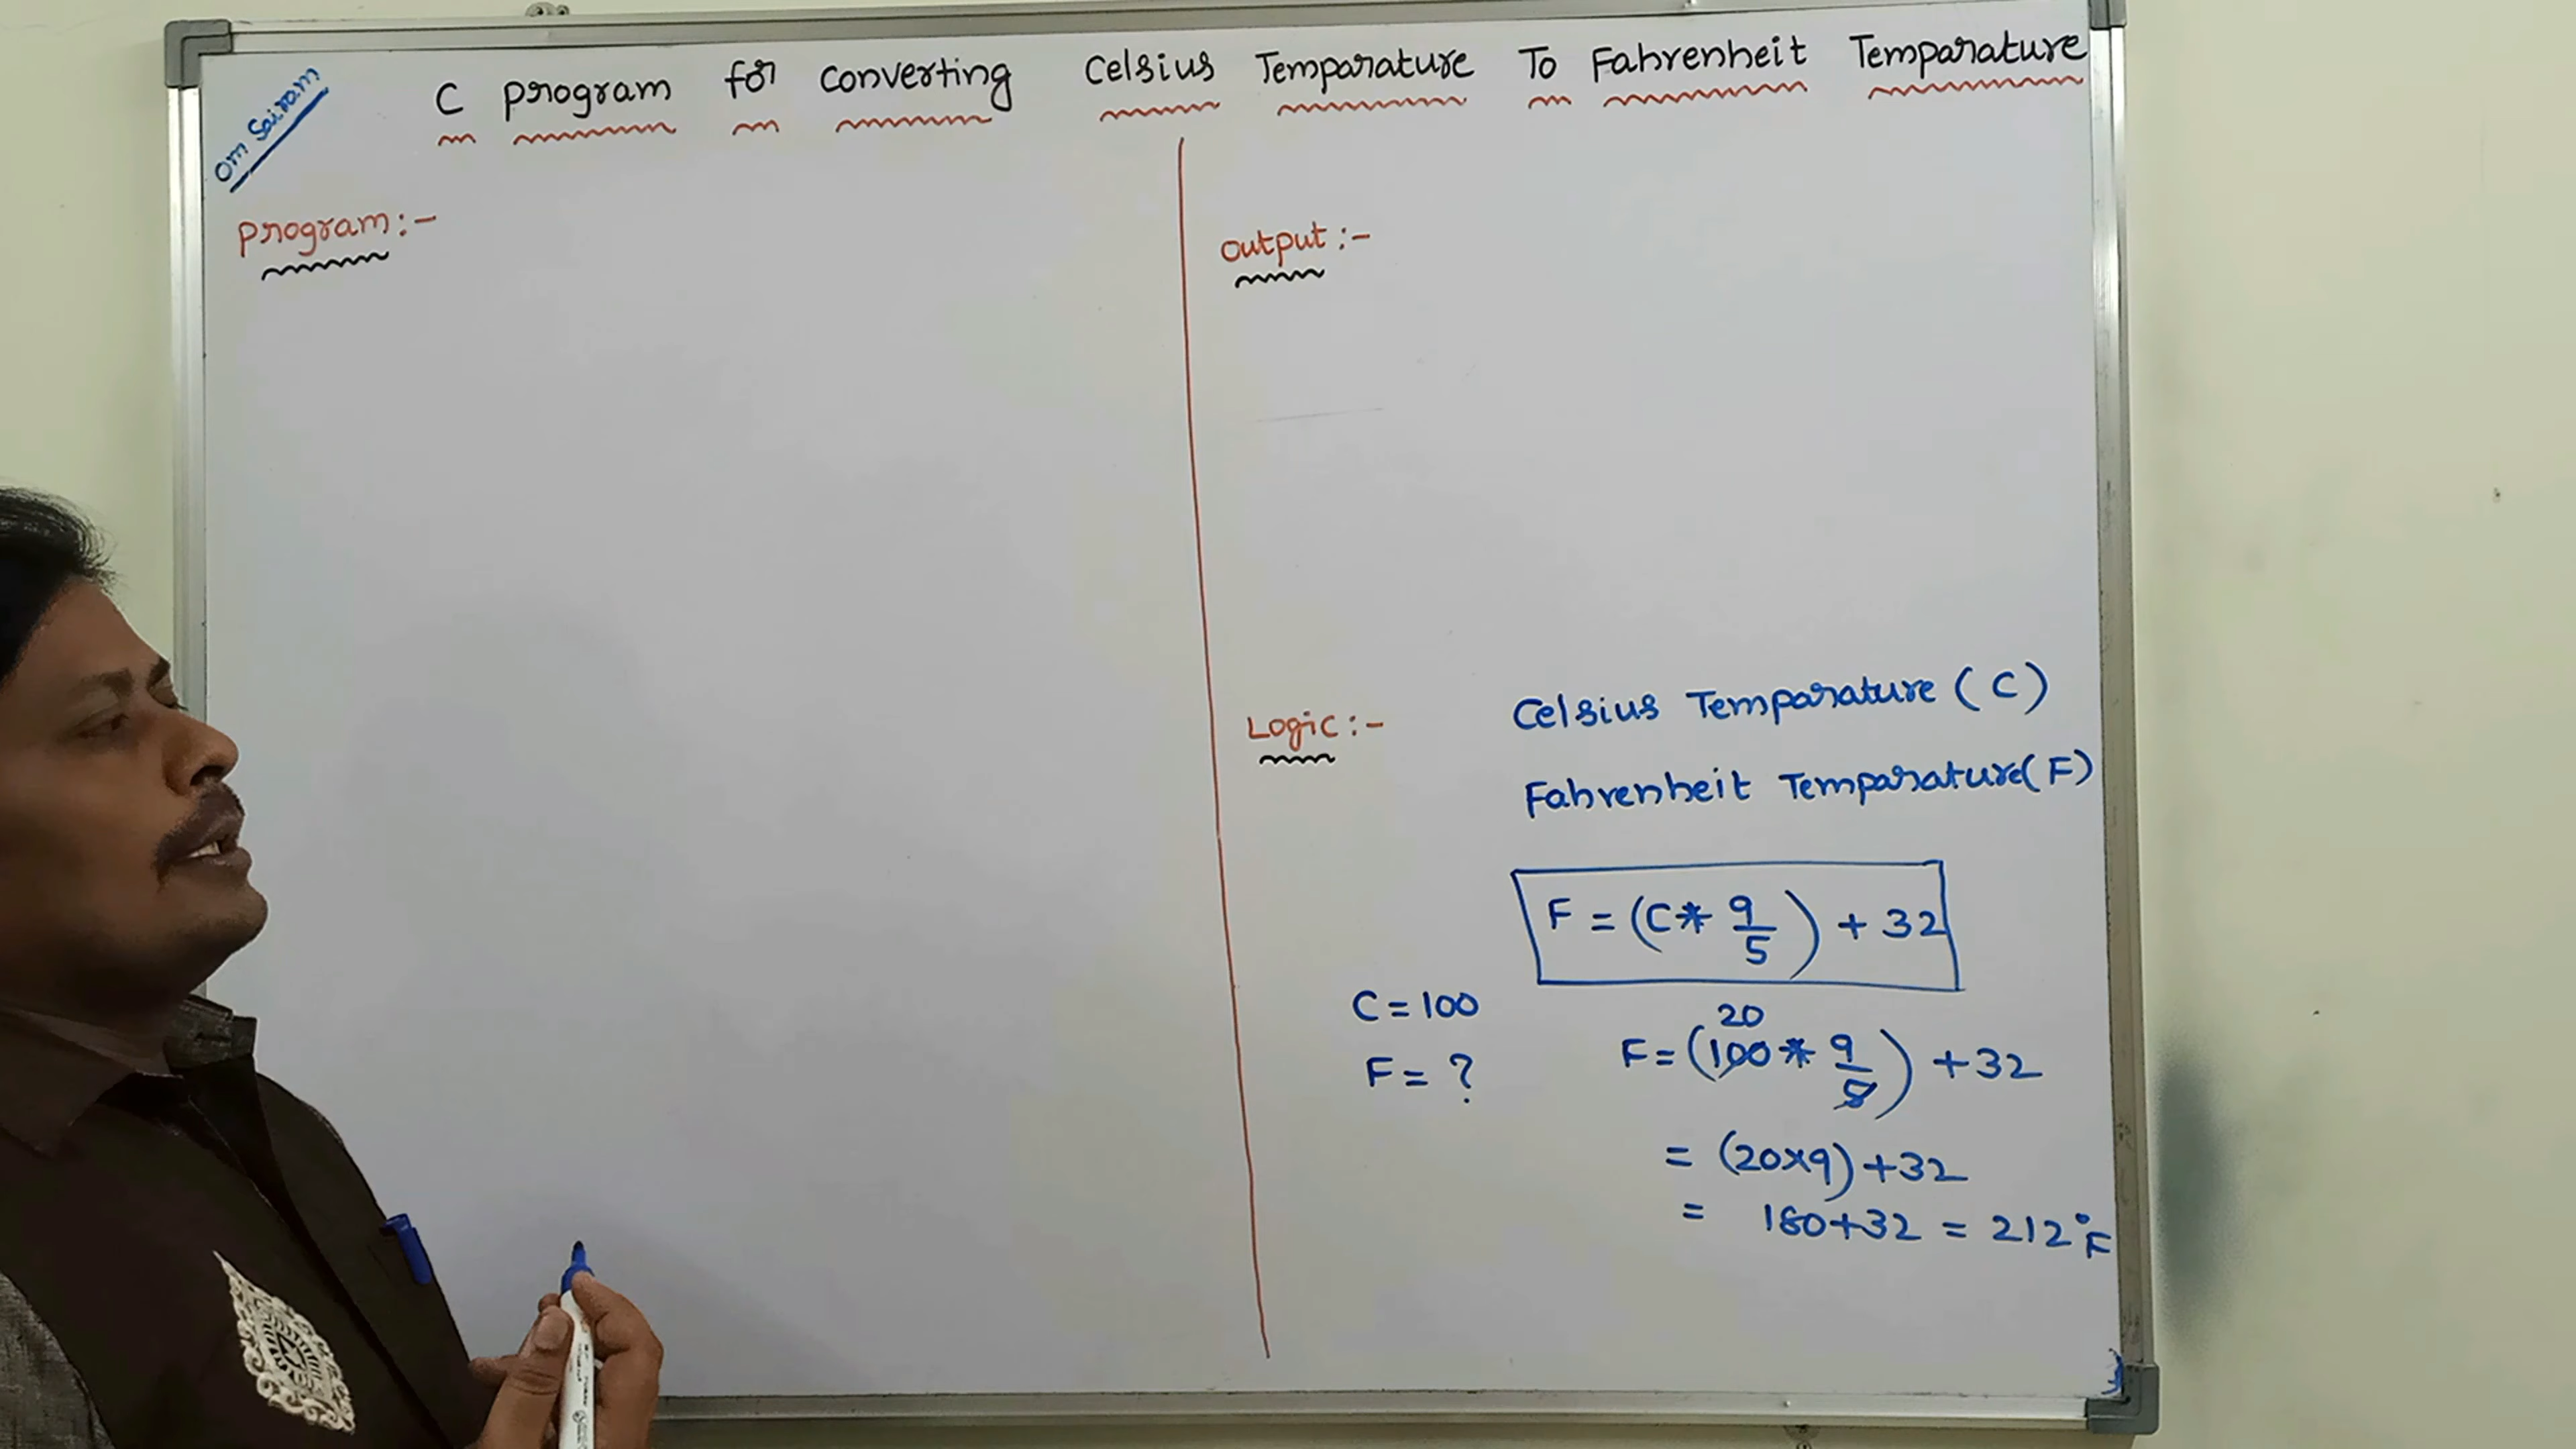 Om Sairam
C program for converting Celsius Temparature To Fahrenheit Temparature
Program:-
Output:-
Logic:-
Celsius Temparature (C)
Fahrenheit Temparature (F)
F = (C * 9/5) + 32
C = 100
F = ?
20
F = (100 * 9/5) + 32
= (20x9) + 32
= 180+32 = 212°F